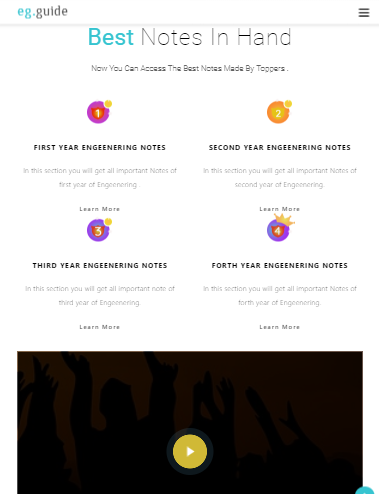 eg.guide
Best Notes In Hand
Now You Can Access The Best Notes Made By Toppers .
1
2
FIRST YEAR ENGEENERING NOTES
SECOND YEAR ENGEENERING NOTES
In this section you will get all important Notes of
first year of Engeenering.
In this section you will get all important Notes of
second year of Engeenering.
Learn More
Learn More
3
4
THIRD YEAR ENGEENERING NOTES
FORTH YEAR ENGEENERING NOTES
In this section you will get all important note of
third year of Engeenering.
In this section you will get all important Notes of
forth year of Engeenering.
Learn More
Learn More